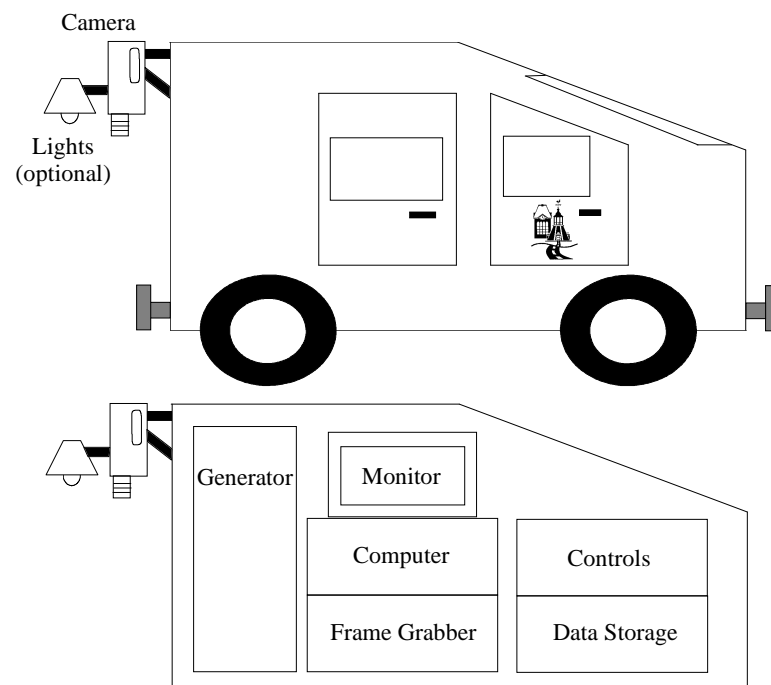 Camera
Lights
(optional)
Generator
Monitor
Computer
Controls
Frame Grabber
Data Storage